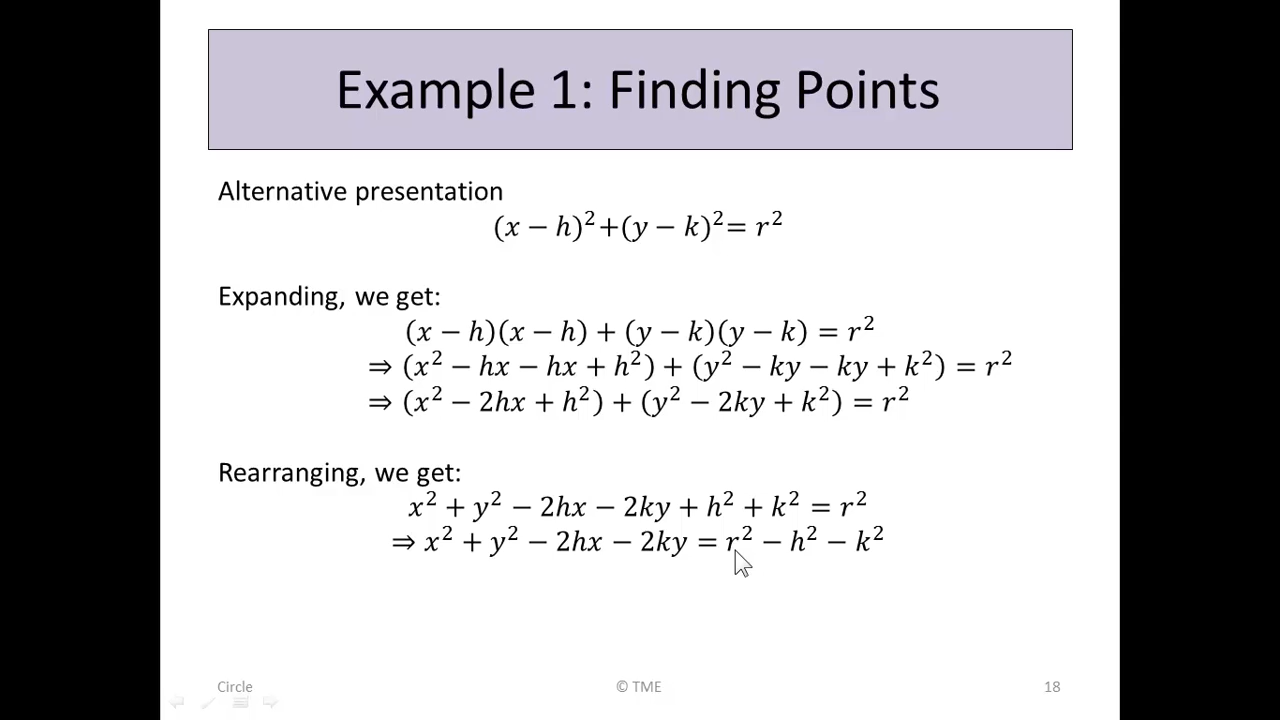 Example 1: Finding Points
Alternative presentation
(x − h)²+(y − k)²= r²
Expanding, we get:
(x − h)(x − h) + (y − k)(y − k) = r²
⇒ (x² − hx − hx + h²) + (y² − ky − ky + k²) = r²
⇒ (x² − 2hx + h²) + (y² − 2ky + k²) = r²
Rearranging, we get:
x² + y² − 2hx − 2ky + h² + k² = r²
⇒ x² + y² − 2hx − 2ky = r² − h² − k²
Circle
© TME
18